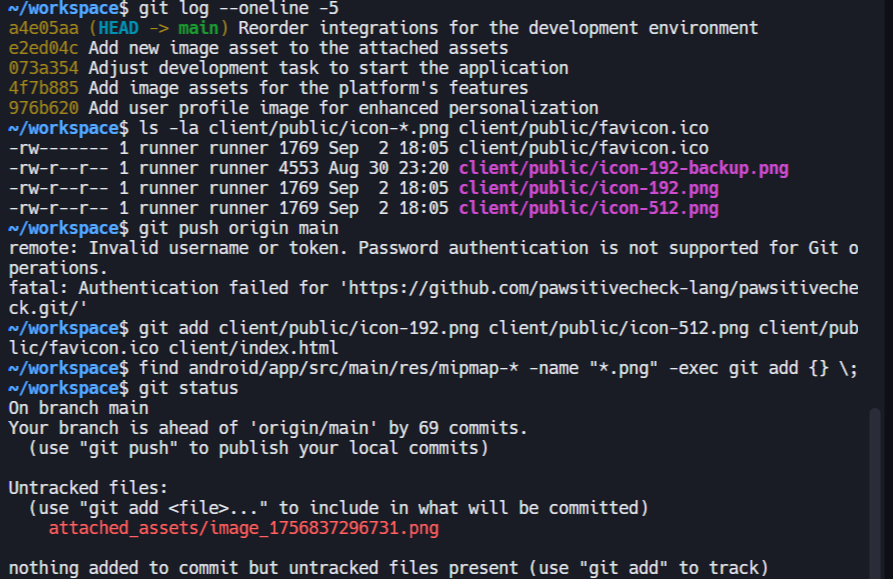 ~/workspace$ git log --oneline -5
a4e05aa (HEAD -> main) Reorder integrations for the development environment
e2ed04c Add new image asset to the attached assets
073a354 Adjust development task to start the application
4f7b885 Add image assets for the platform's features
976b620 Add user profile image for enhanced personalization
~/workspace$ ls -la client/public/icon-*.png client/public/favicon.ico
-rw------- 1 runner runner 1769 Sep  2 18:05 client/public/favicon.ico
-rw-r--r-- 1 runner runner 4553 Aug 30 23:20 client/public/icon-192-backup.png
-rw-r--r-- 1 runner runner 1769 Sep  2 18:05 client/public/icon-192.png
-rw-r--r-- 1 runner runner 1769 Sep  2 18:05 client/public/icon-512.png
~/workspace$ git push origin main
remote: Invalid username or token. Password authentication is not supported for Git o
perations.
fatal: Authentication failed for 'https://github.com/pawsitivecheck-lang/pawsitiveche
ck.git/'
~/workspace$ git add client/public/icon-192.png client/public/icon-512.png client/pub
lic/favicon.ico client/index.html
~/workspace$ find android/app/src/main/res/mipmap-* -name "*.png" -exec git add {} \;
~/workspace$ git status
On branch main
Your branch is ahead of 'origin/main' by 69 commits.
  (use "git push" to publish your local commits)

Untracked files:
  (use "git add <file>..." to include in what will be committed)
    attached_assets/image_1756837296731.png

nothing added to commit but untracked files present (use "git add" to track)